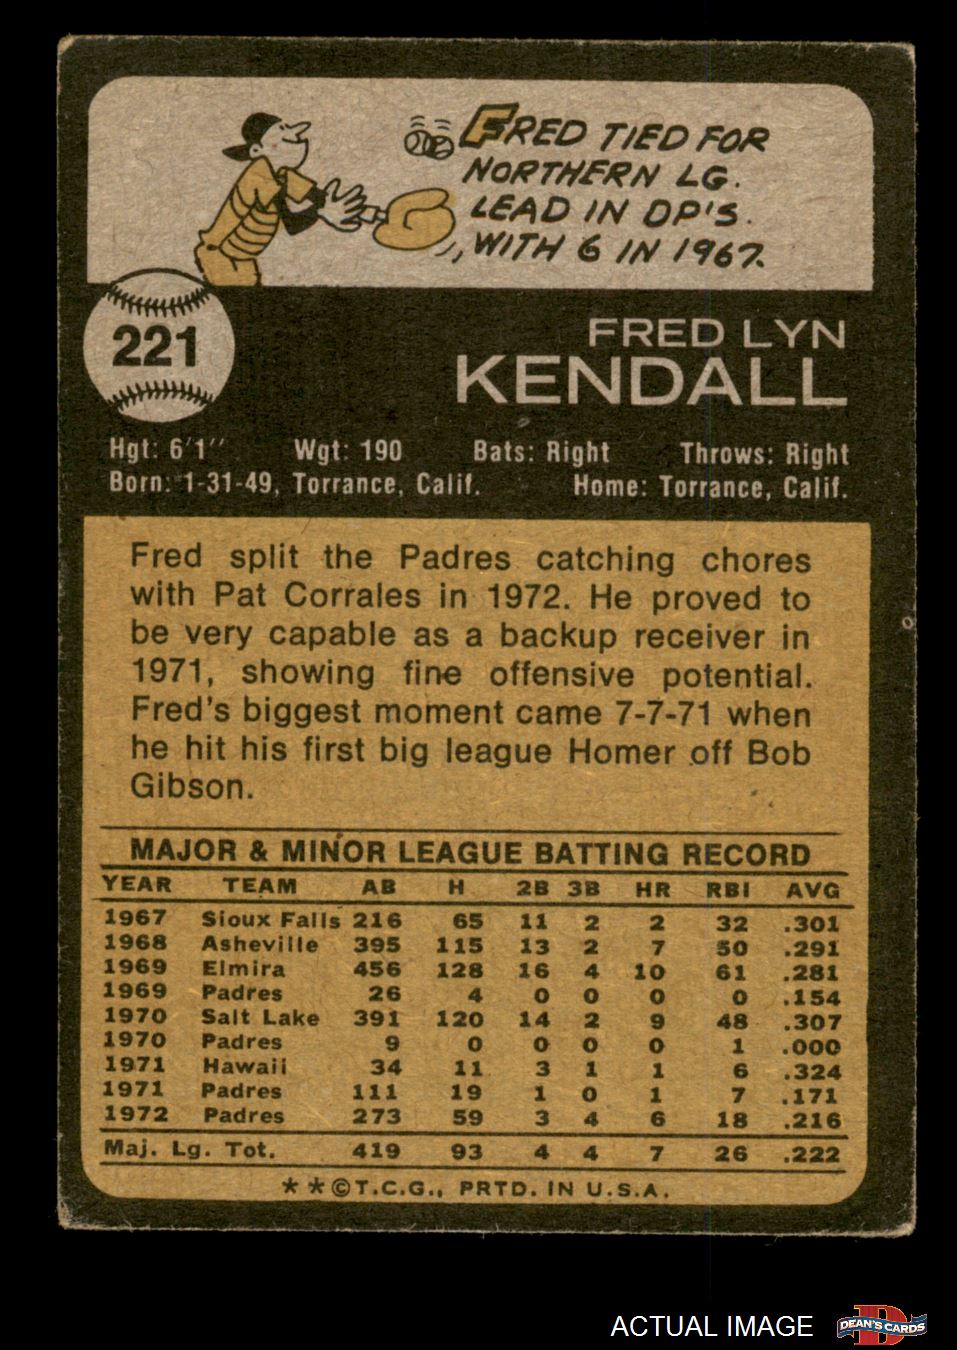 FRED TIED FOR
NORTHERN LG.
LEAD IN DP'S.
WITH 6 IN 1967.
221
FRED LYN
KENDALL
Hgt: 6'1'' Wgt: 190 Bats: Right Throws: Right
Born: 1-31-49, Torrance, Calif. Home: Torrance, Calif.
Fred split the Padres catching chores
with Pat Corrales in 1972. He proved to
be very capable as a backup receiver in
1971, showing fine offensive potential.
Fred's biggest moment came 7-7-71 when
he hit his first big league Homer off Bob
Gibson.
MAJOR & MINOR LEAGUE BATTING RECORD
YEAR TEAM AB H 2B 3B HR RBI AVG
1967 Sioux Falls 216 65 11 2 2 32 .301
1968 Asheville 395 115 13 2 7 50 .291
1969 Elmira 456 128 16 4 10 61 .281
1969 Padres 26 4 0 0 0 0 .154
1970 Salt Lake 391 120 14 2 9 48 .307
1970 Padres 9 0 0 0 0 1 .000
1971 Hawaii 34 11 3 1 1 6 .324
1971 Padres 111 19 1 0 1 7 .171
1972 Padres 273 59 3 4 6 18 .216
Maj. Lg. Tot. 419 93 4 4 7 26 .222
* * © T.C.G., PRTD. IN U.S.A.
ACTUAL IMAGE DEAN'S CARDS